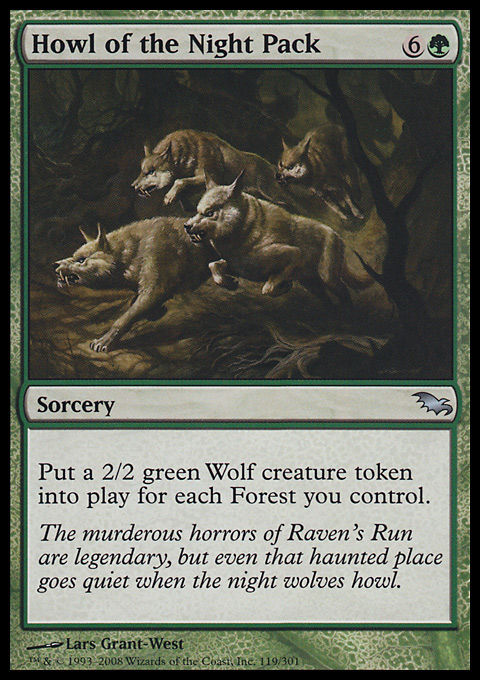 Howl of the Night Pack 6
Sorcery
Put a 2/2 green Wolf creature token
into play for each Forest you control.
The murderous horrors of Raven's Run
are legendary, but even that haunted place
goes quiet when the night wolves howl.
Lars Grant-West
™ & © 1993-2008 Wizards of the Coast, Inc. 119/301